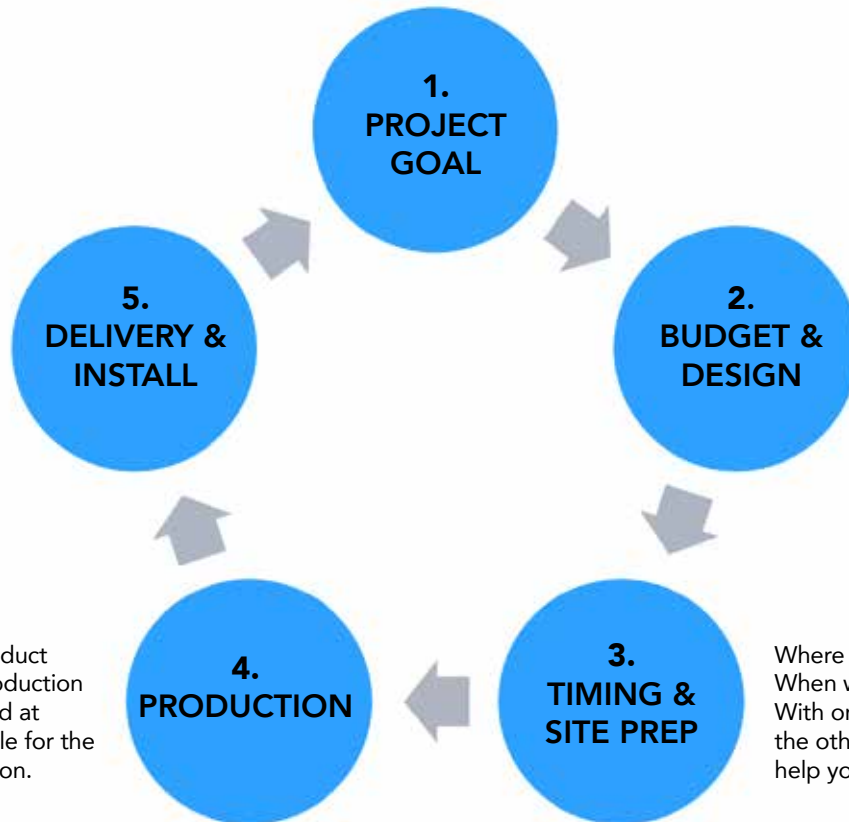 1.
PROJECT
GOAL
5.
DELIVERY &
INSTALL
2.
BUDGET &
DESIGN
4.
PRODUCTION
3.
TIMING &
SITE PREP
duct
oduction
d at
le for the
on.
Where
When w
With or
the oth
help yo